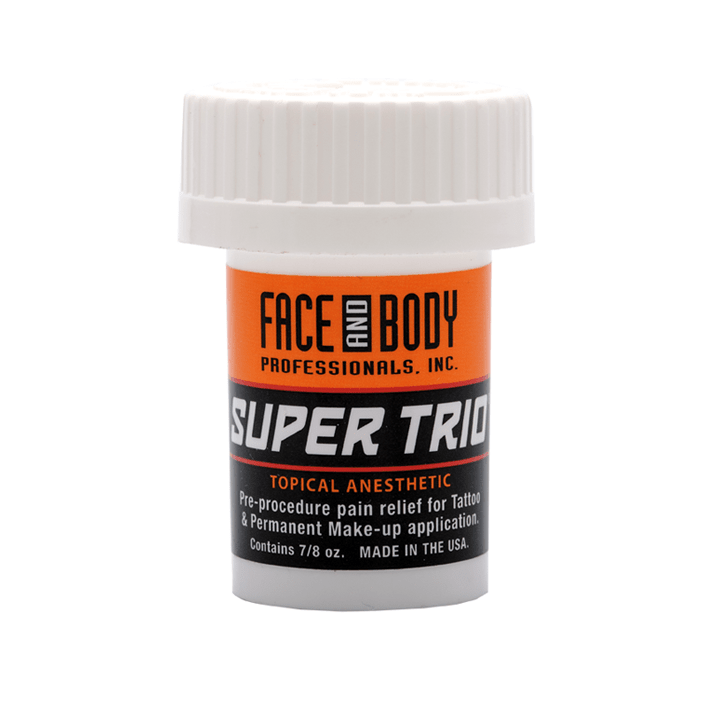 FACE AND BODY
PROFESSIONALS, INC.
SUPER TRIO
TOPICAL ANESTHETIC
Pre-procedure pain relief for Tattoo
& Permanent Make-up application.
Contains 7/8 oz. MADE IN THE USA.